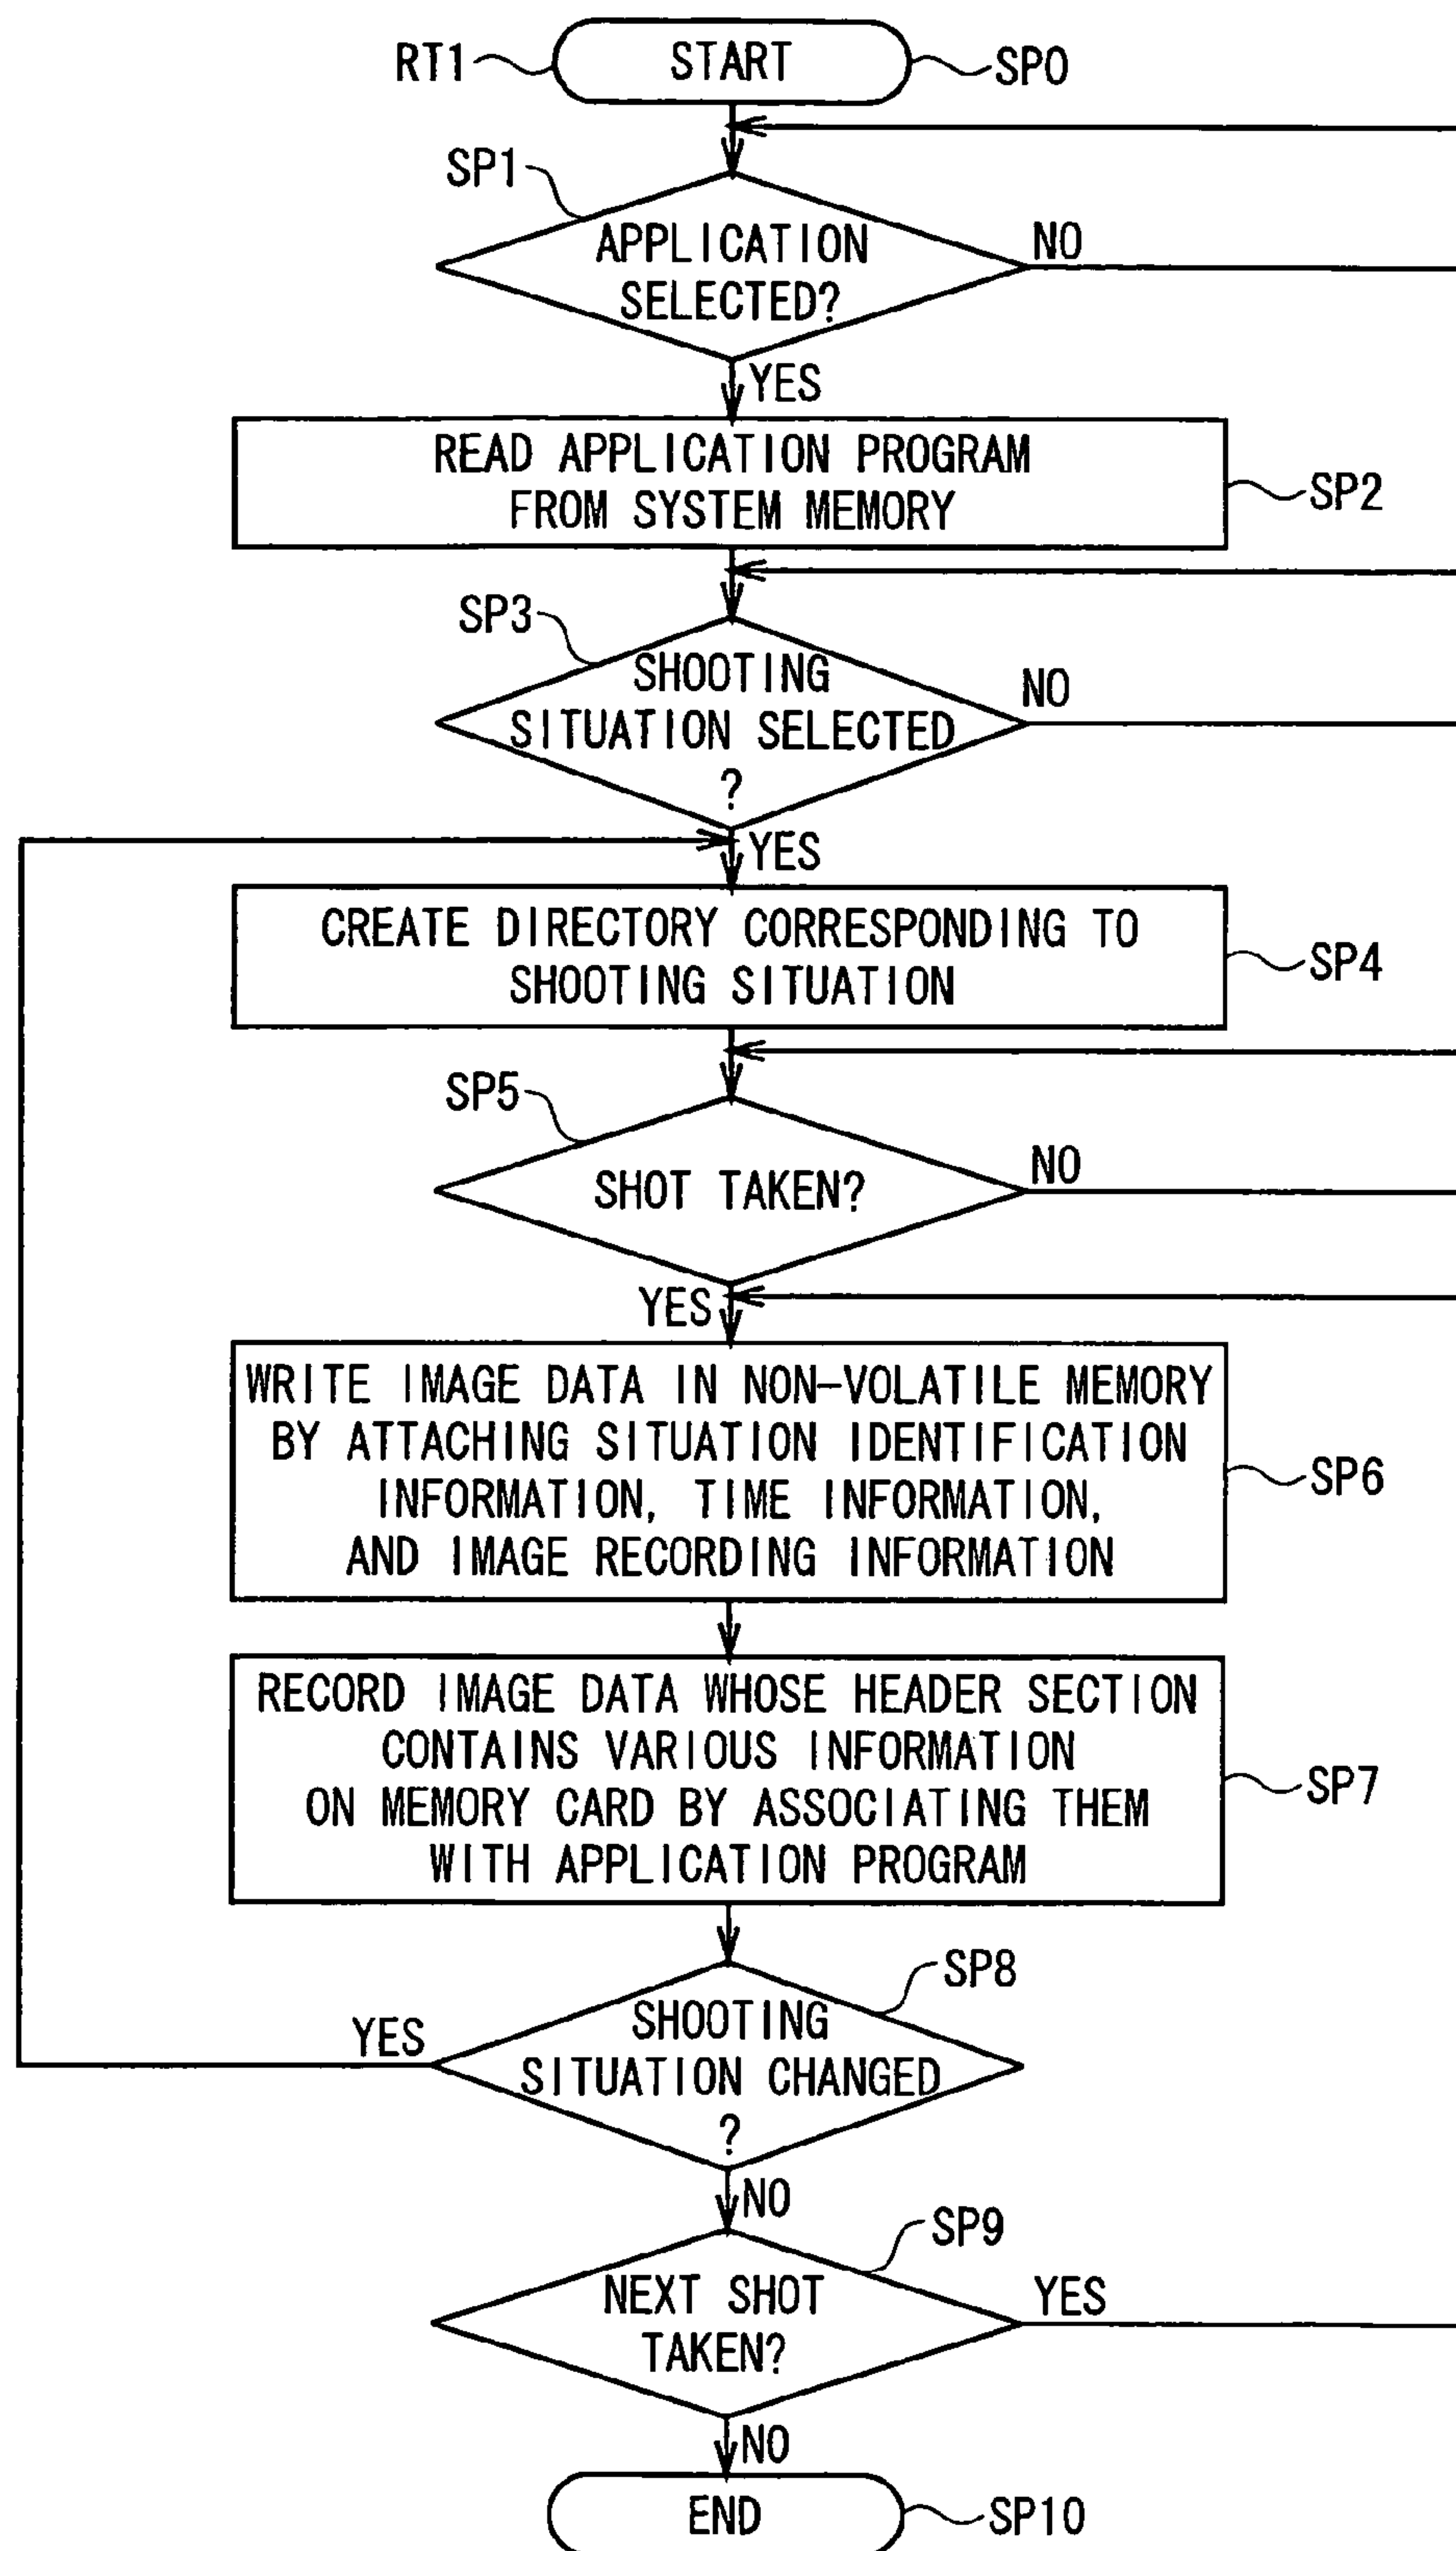 RT1
START
SP0
SP1
APPLICATION
SELECTED?
NO
YES
READ APPLICATION PROGRAM
FROM SYSTEM MEMORY
SP2
SP3
SHOOTING
SITUATION SELECTED
?
NO
YES
CREATE DIRECTORY CORRESPONDING TO
SHOOTING SITUATION
SP4
SP5
SHOT TAKEN?
NO
YES
WRITE IMAGE DATA IN NON-VOLATILE MEMORY
BY ATTACHING SITUATION IDENTIFICATION
INFORMATION, TIME INFORMATION,
AND IMAGE RECORDING INFORMATION
SP6
RECORD IMAGE DATA WHOSE HEADER SECTION
CONTAINS VARIOUS INFORMATION
ON MEMORY CARD BY ASSOCIATING THEM
WITH APPLICATION PROGRAM
SP7
SP8
SHOOTING
SITUATION CHANGED
?
YES
NO
SP9
NEXT SHOT
TAKEN?
YES
NO
END
SP10